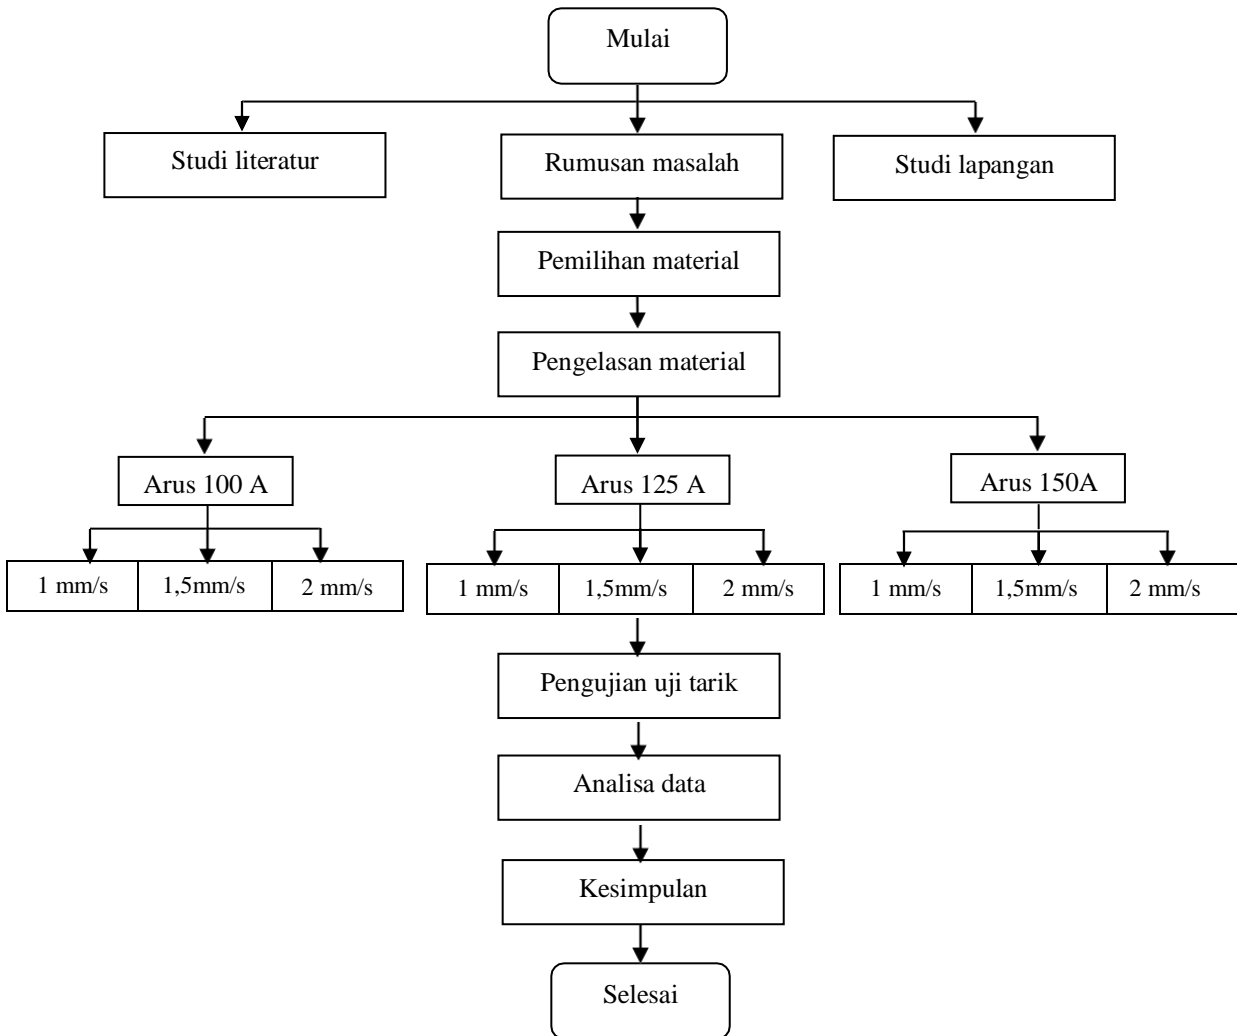 Mulai
Studi literatur
Rumusan masalah
Studi lapangan
Pemilihan material
Pengelasan material
Arus 100 A
Arus 125 A
Arus 150A
1 mm/s
1,5mm/s
2 mm/s
1 mm/s
1,5mm/s
2 mm/s
1 mm/s
1,5mm/s
2 mm/s
Pengujian uji tarik
Analisa data
Kesimpulan
Selesai